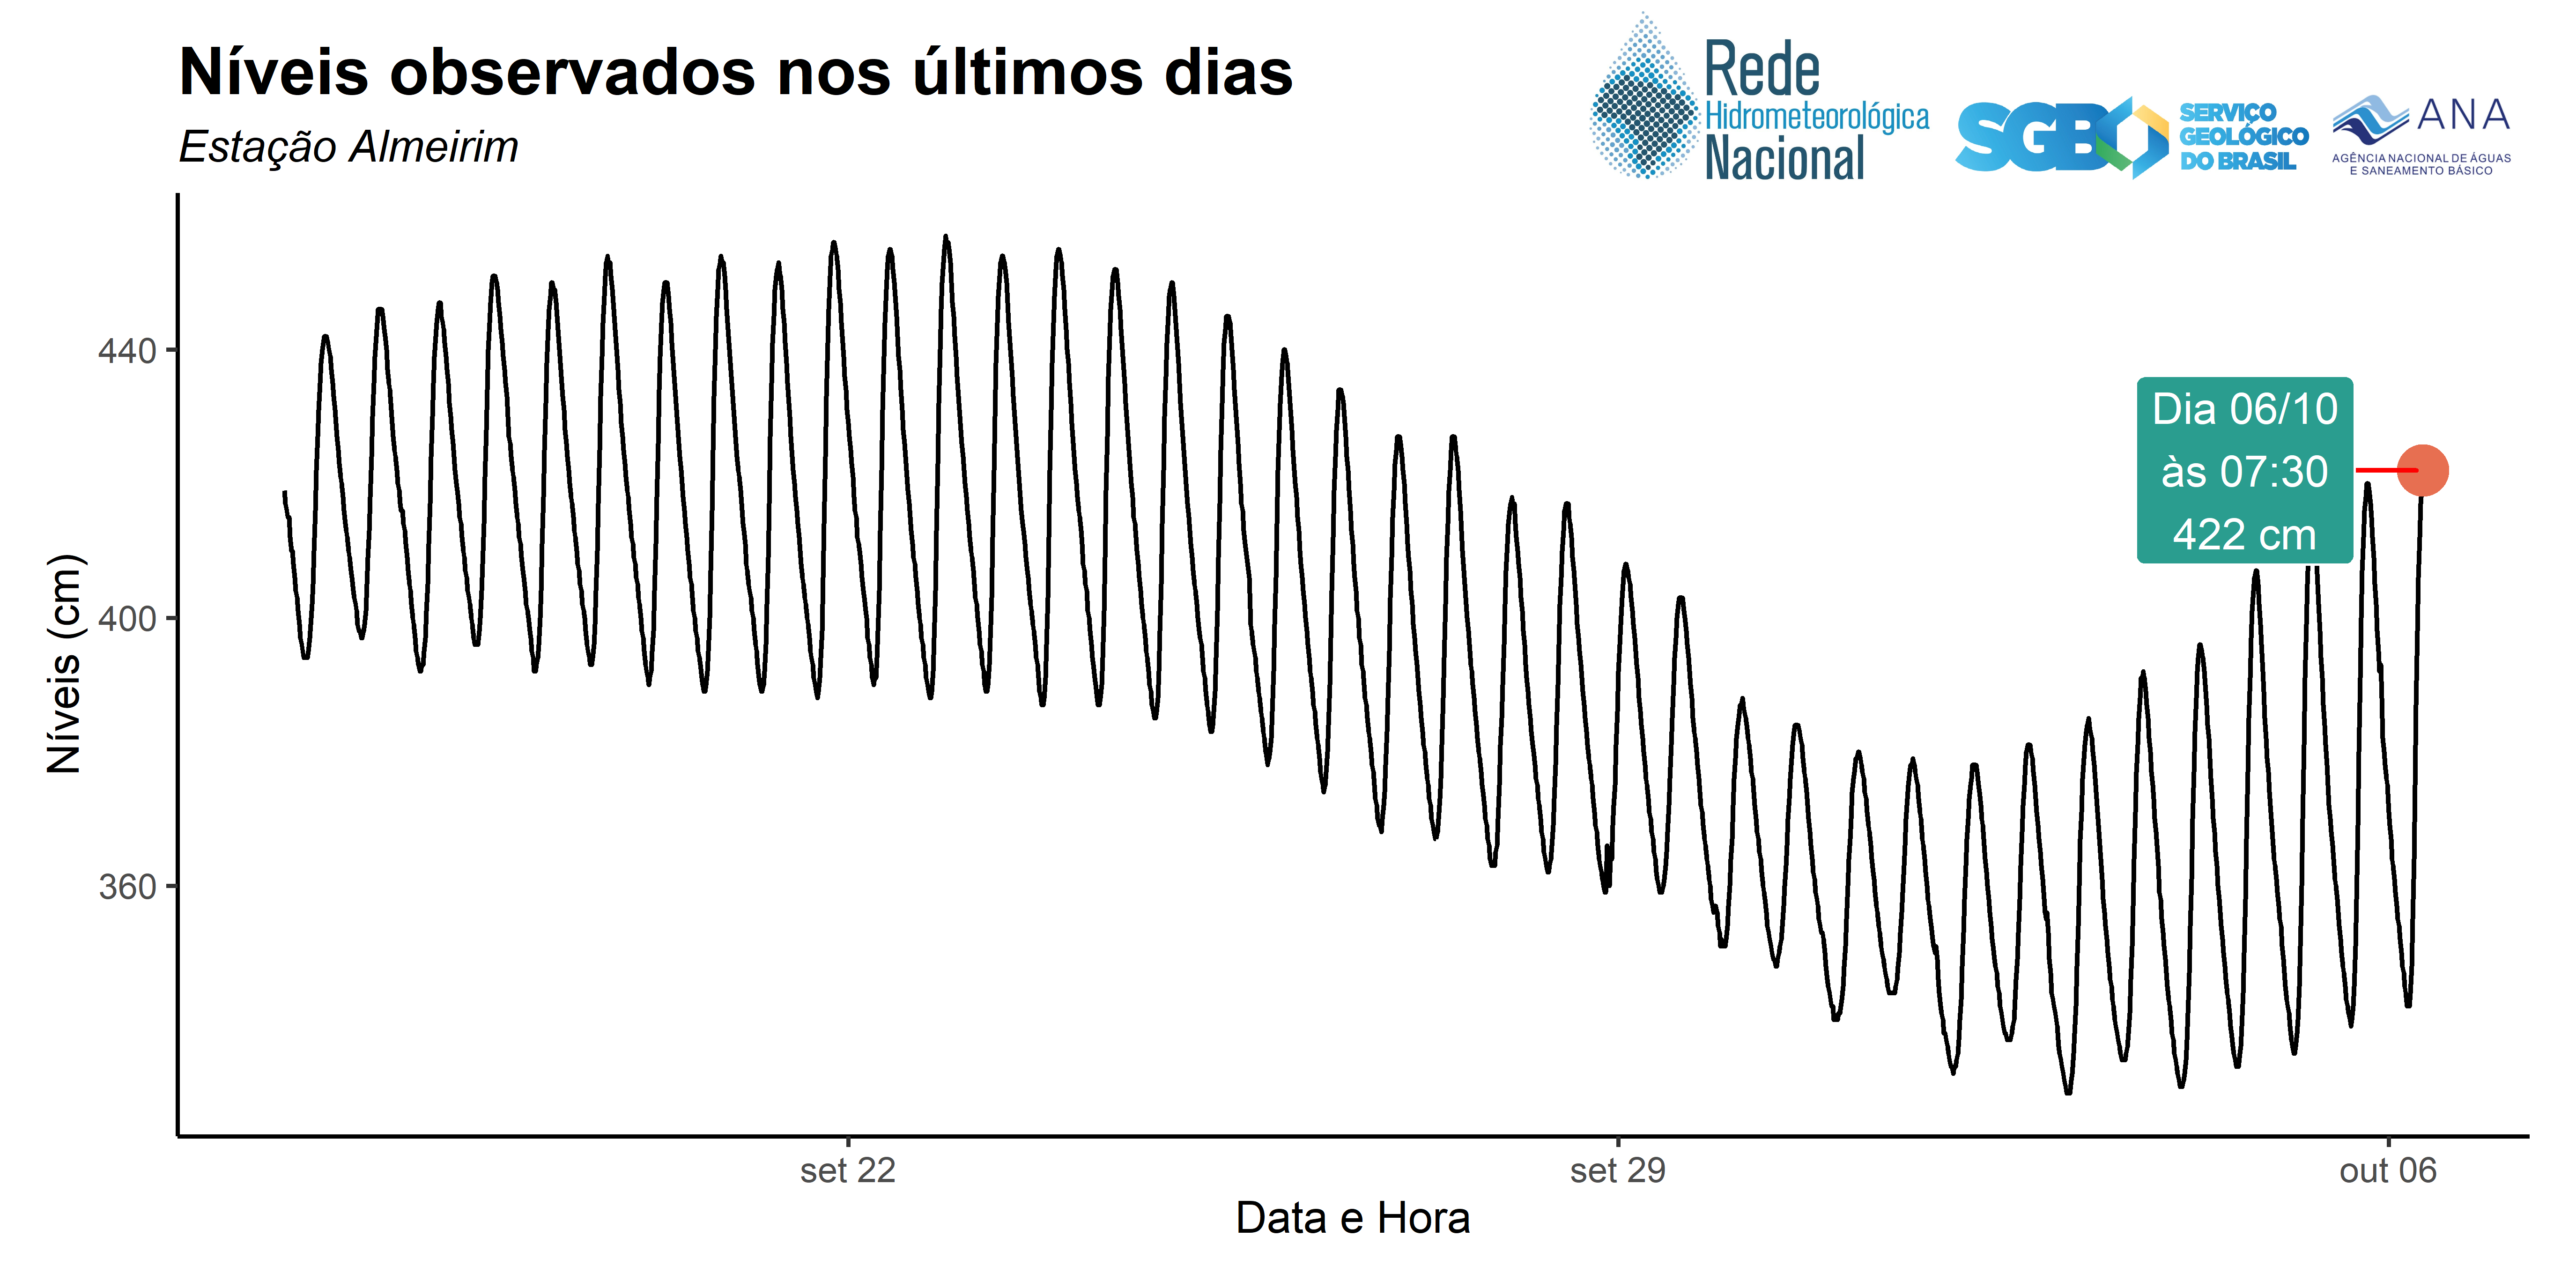 Níveis observados nos últimos dias
Estação Almeirim
Rede
Hidrometeorológica
Nacional
SGB
SERVIÇO
GEOLÓGICO
DO BRASIL
ANA
AGÊNCIA NACIONAL DE ÁGUAS
E SANEAMENTO BÁSICO
Níveis (cm)
440
400
360
Dia 06/10
às 07:30
422 cm
set 22
set 29
out 06
Data e Hora